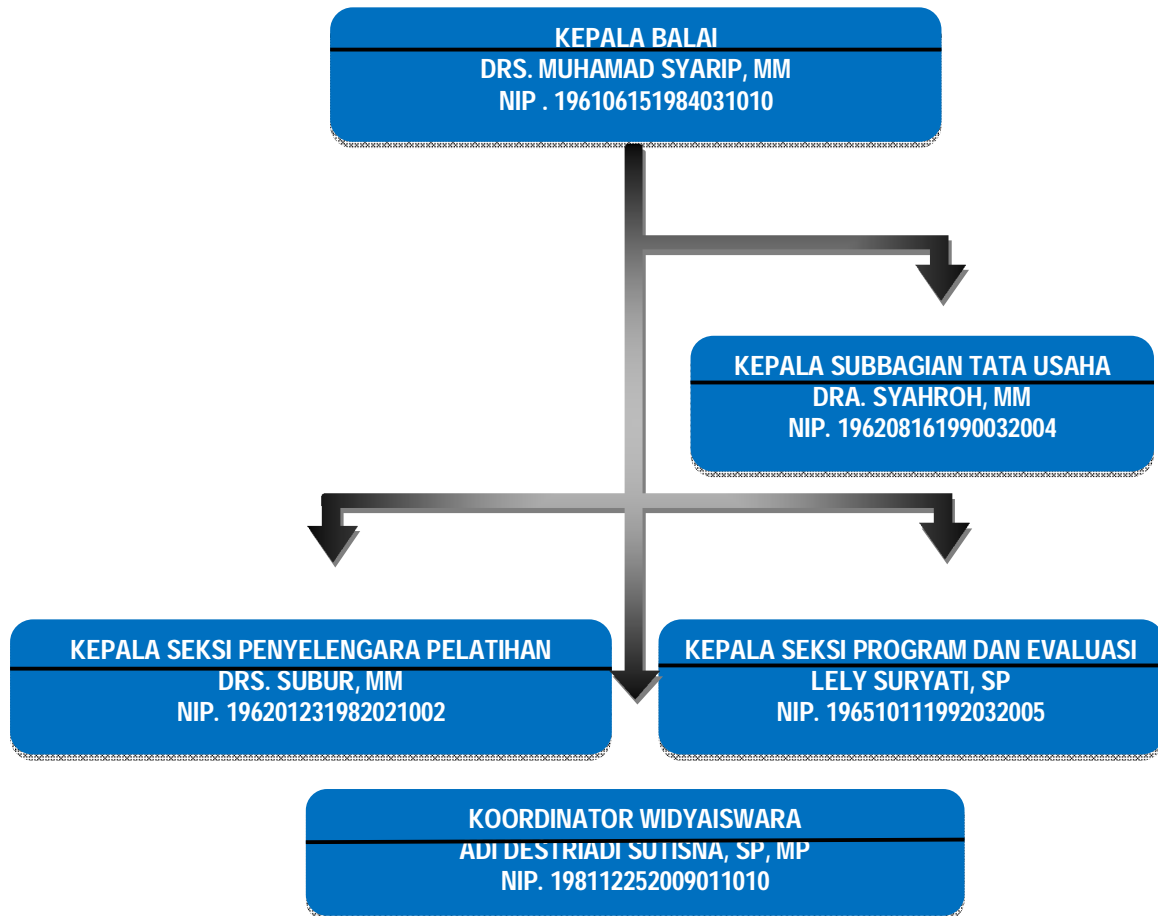 KEPALA BALAI
DRS. MUHAMAD SYARIP, MM
NIP . 196106151984031010
KEPALA SUBBAGIAN TATA USAHA
DRA. SYAHROH, MM
NIP. 196208161990032004
KEPALA SEKSI PENYELENGARA PELATIHAN
DRS. SUBUR, MM
NIP. 196201231982021002
KEPALA SEKSI PROGRAM DAN EVALUASI
LELY SURYATI, SP
NIP. 196510111992032005
KOORDINATOR WIDYAISWARA
ADI DESTRIADI SUTISNA, SP, MP
NIP. 198112252009011010